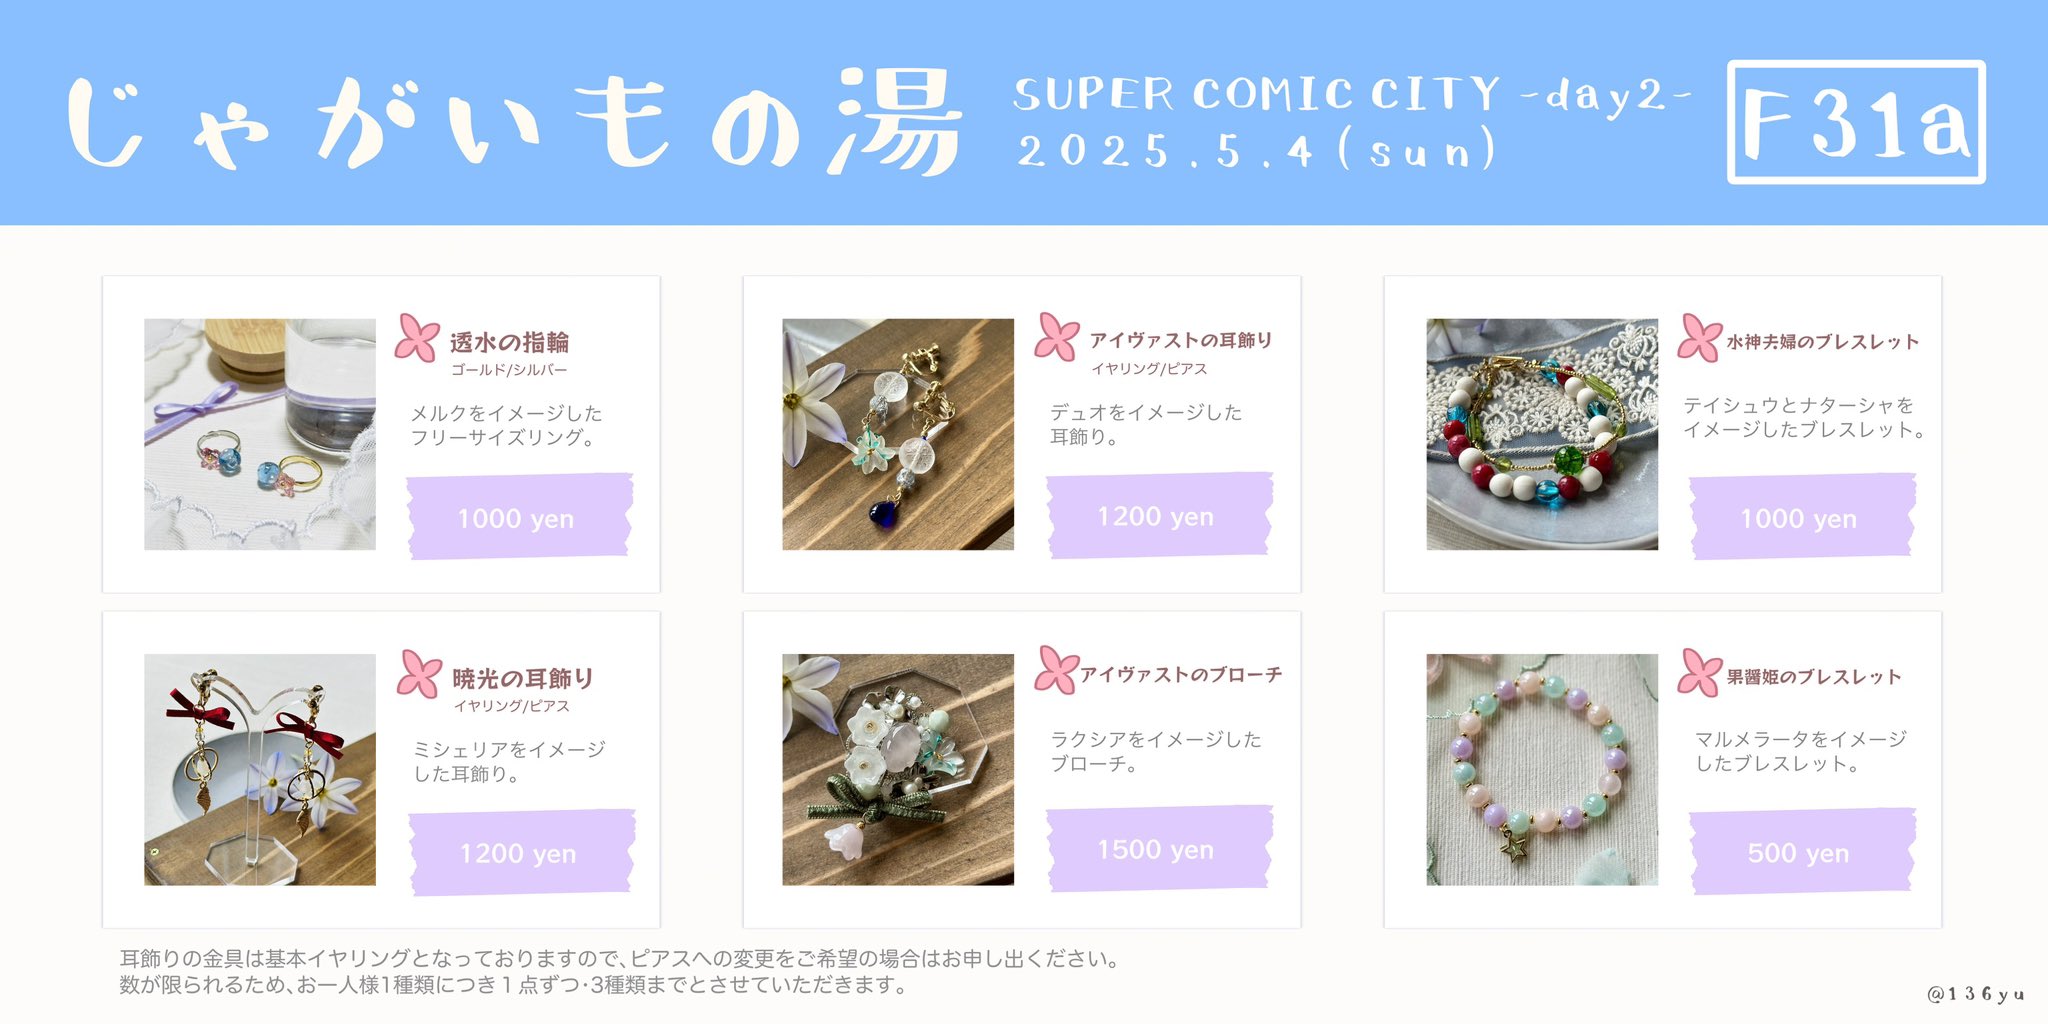 じゃがいもの湯
SUPER COMIC CITY -day2-
2025.5.4(sun)
F31a
透水の指輪
ゴールド/シルバー
メルクをイメージした
フリーサイズリング。
1000 yen
アイヴァストの耳飾り
イヤリング/ピアス
デュオをイメージした
耳飾り。
1200 yen
水神夫婦のブレスレット
テイシュウとナターシャを
イメージしたブレスレット。
1000 yen
暁光の耳飾り
イヤリング/ピアス
ミシェリアをイメージ
した耳飾り。
1200 yen
アイヴァストのブローチ
ラクシアをイメージした
ブローチ。
1500 yen
果醤姫のブレスレット
マルメラータをイメージ
したブレスレット。
500 yen
耳飾りの金具は基本イヤリングとなっておりますので、ピアスへの変更をご希望の場合はお申し出ください。
数が限られるため、お一人様1種類につき１点ずつ・3種類までとさせていただきます。
@136yu